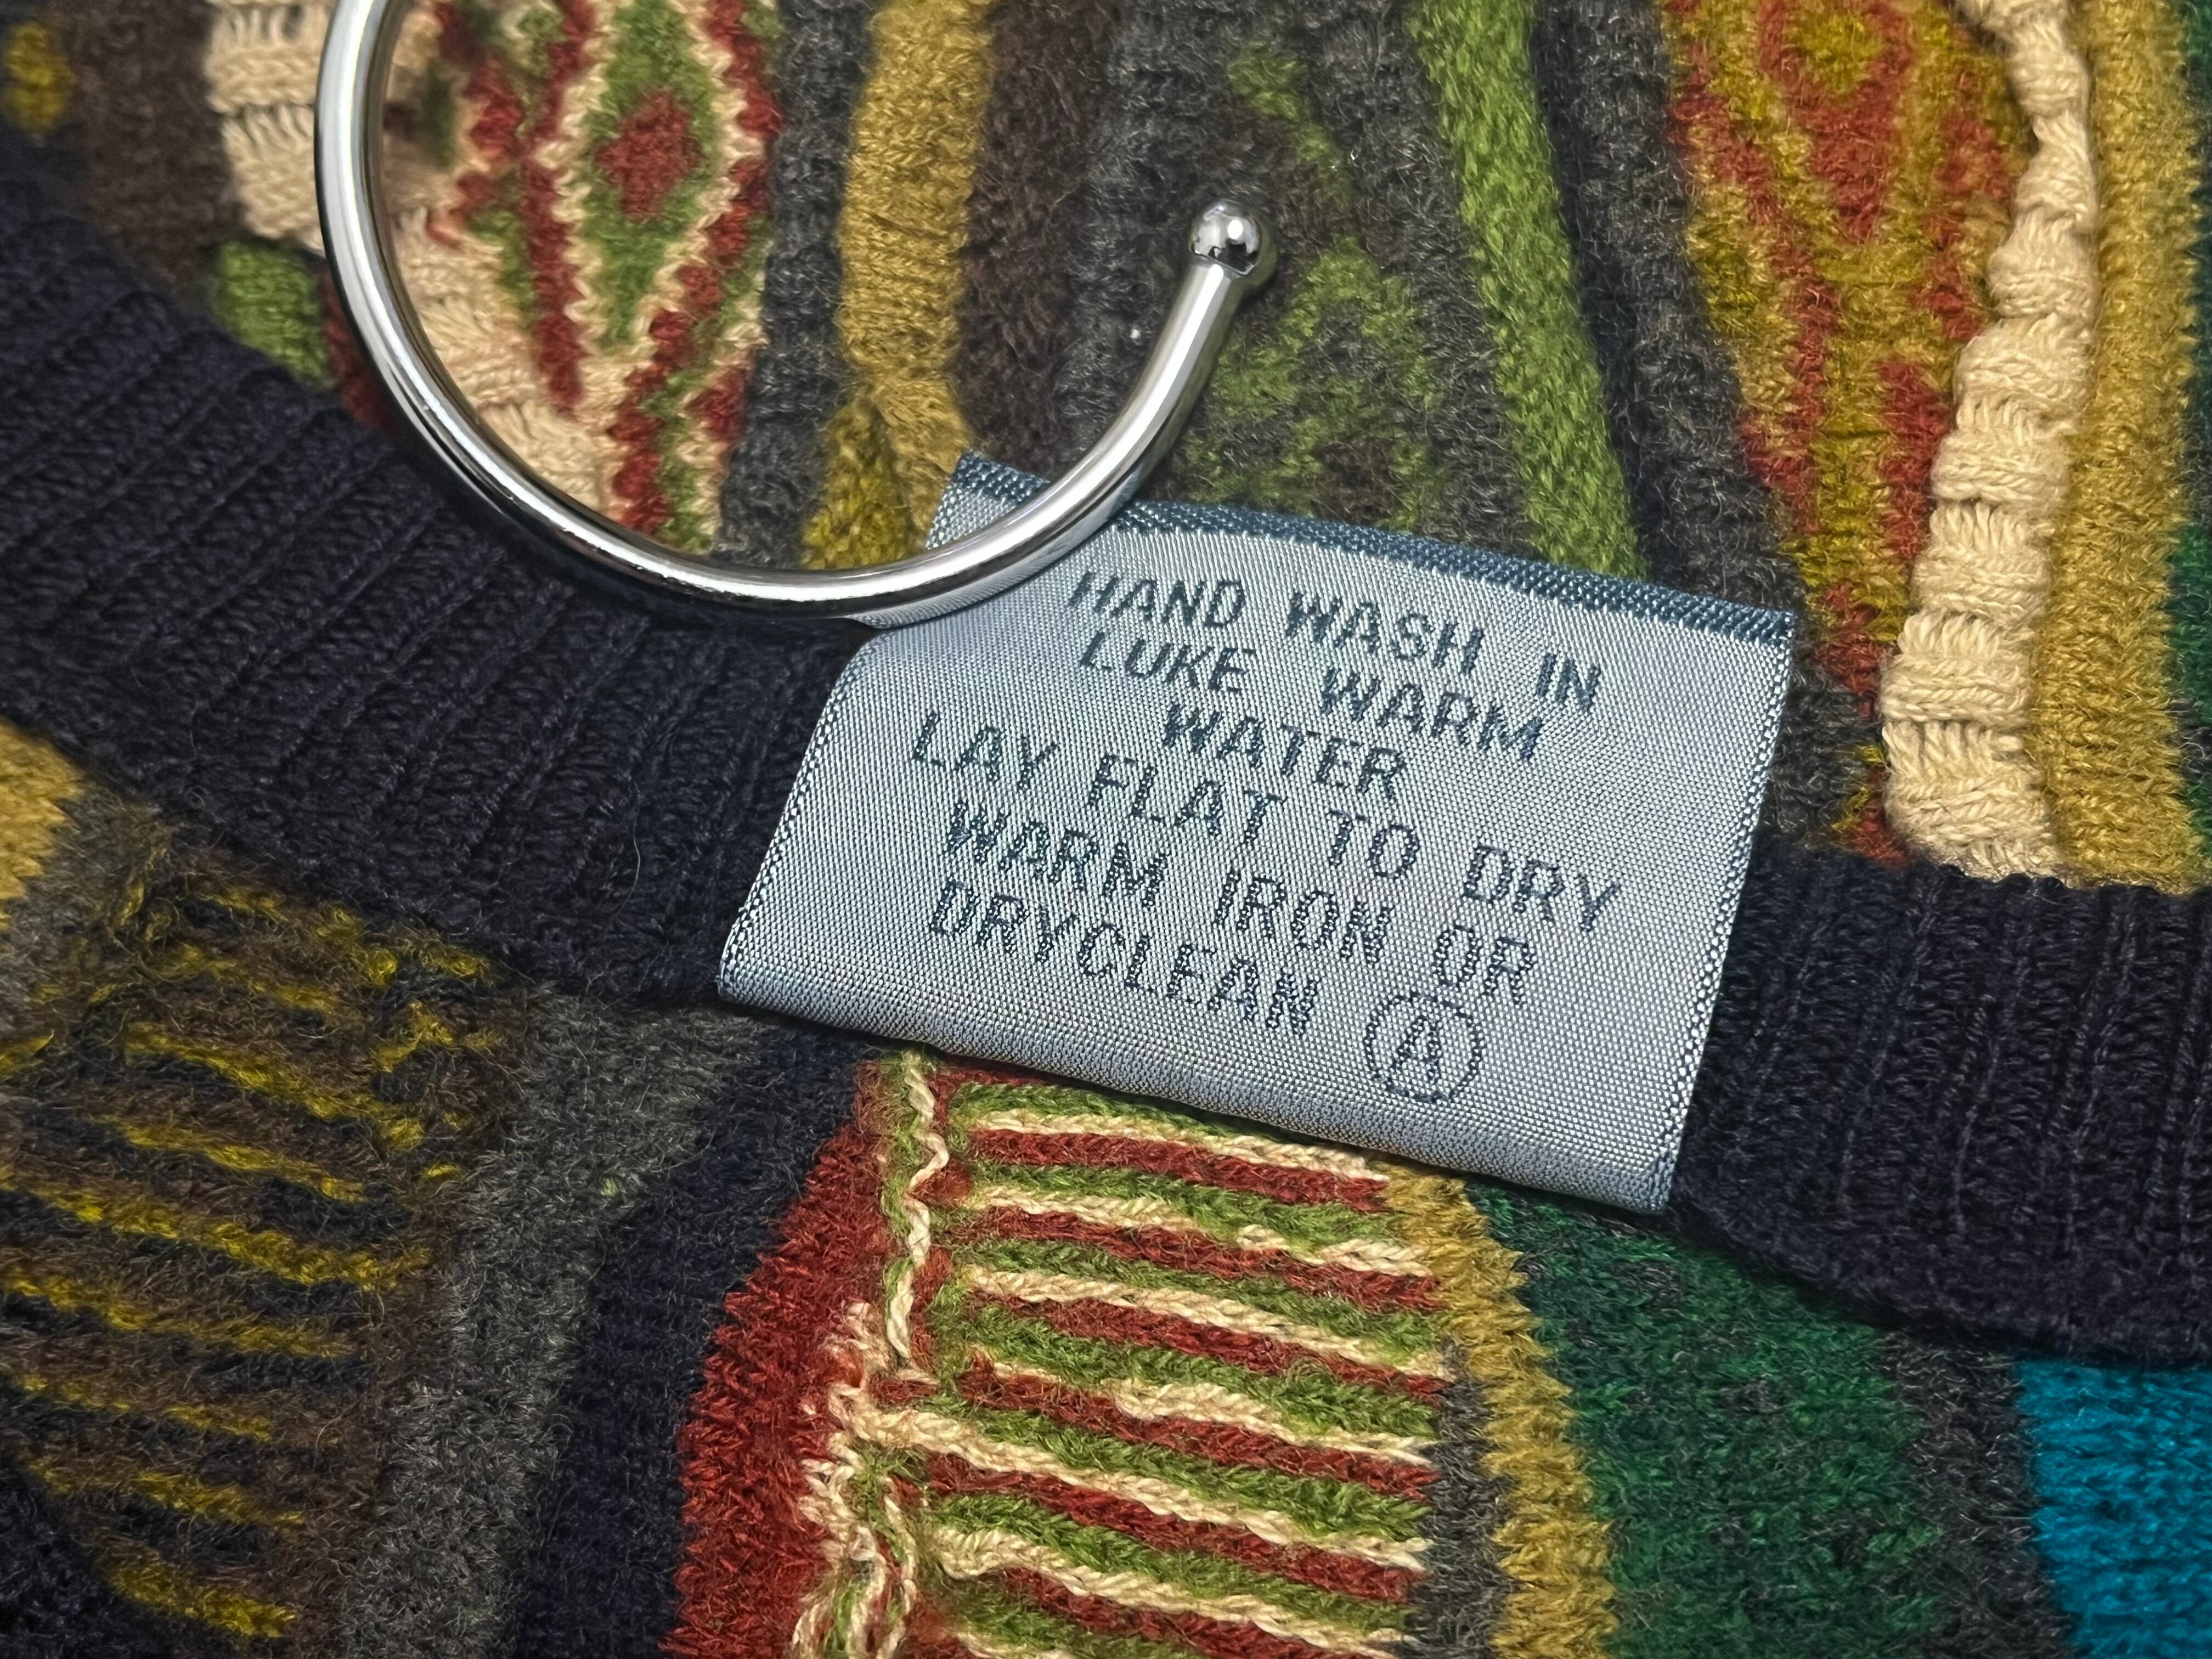 HAND WASH IN
LUKE WARM
WATER
LAY FLAT TO DRY
WARM IRON OR
DRYCLEAN Ⓐ